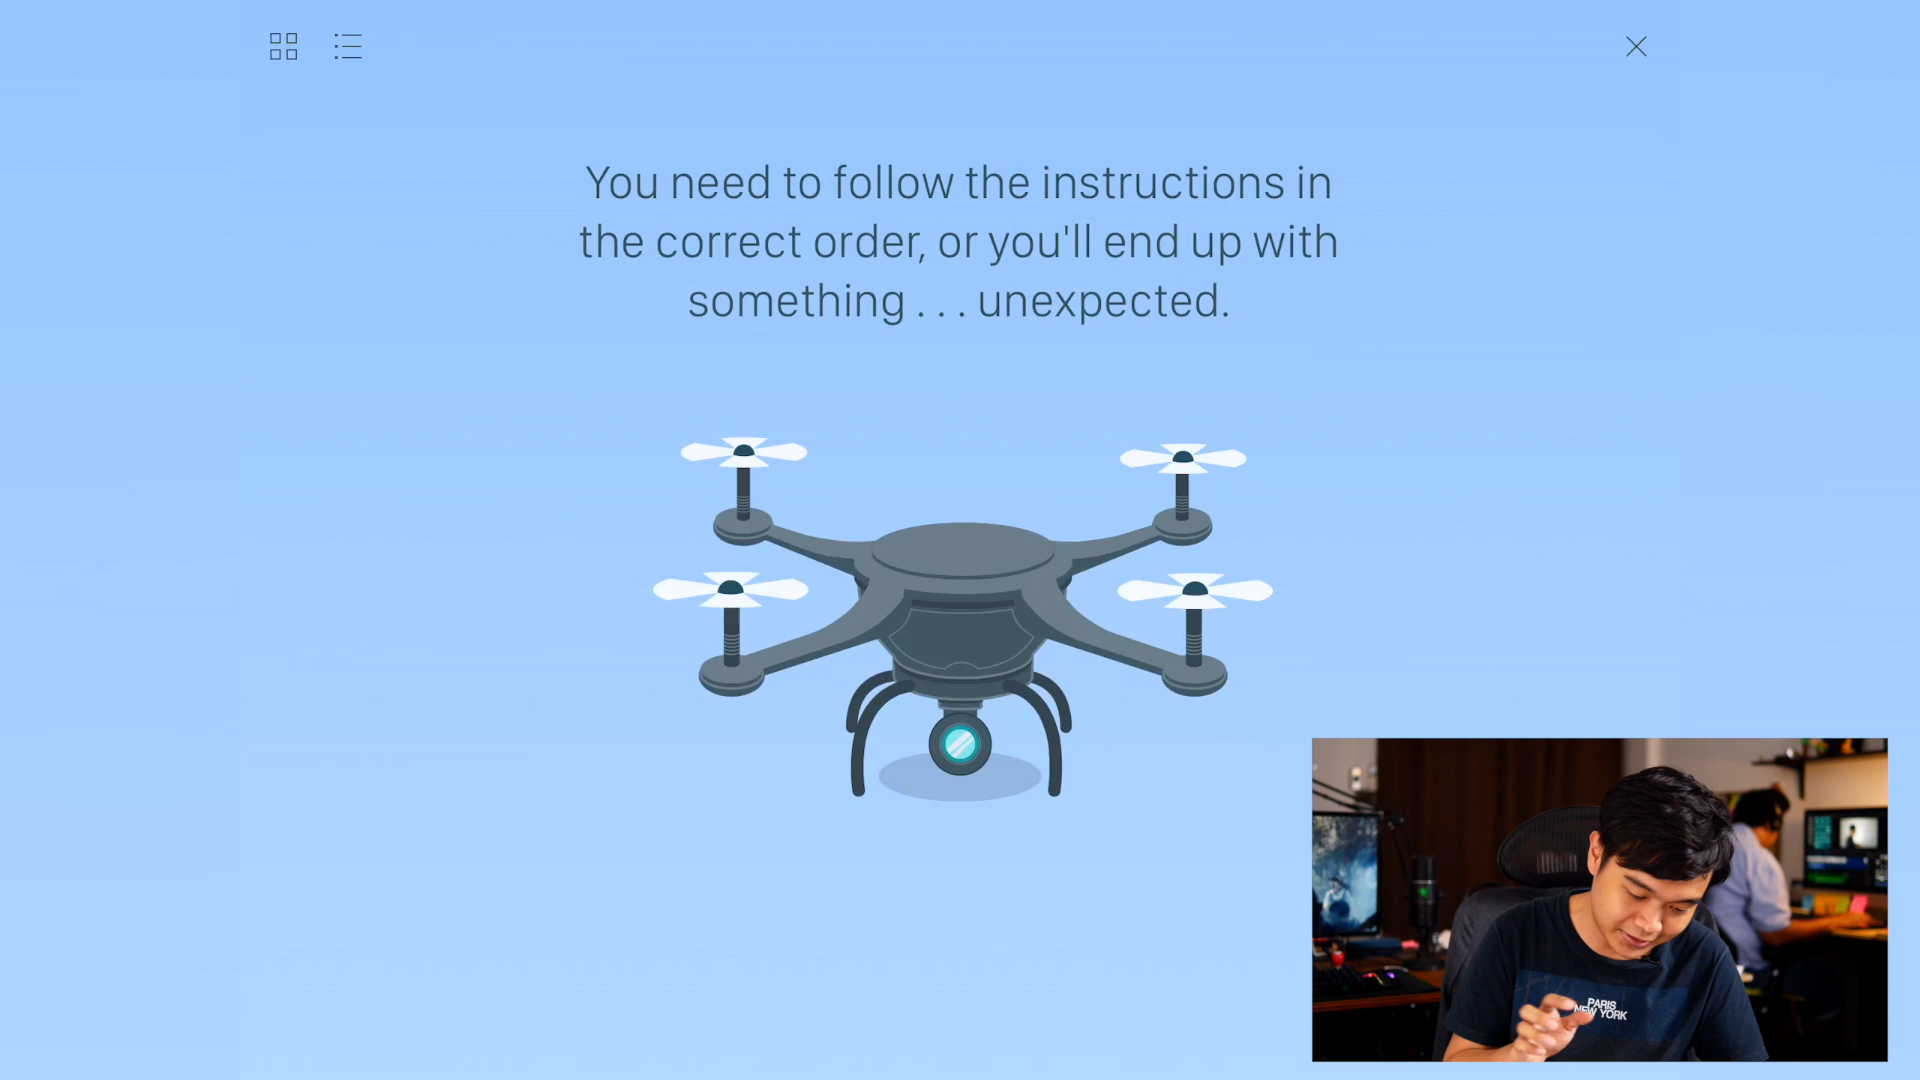 You need to follow the instructions in
the correct order, or you'll end up with
something . . . unexpected.
PARIS
NEW YORK